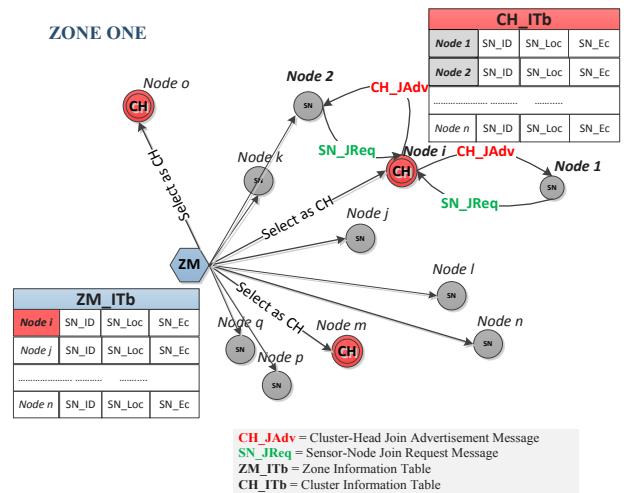 ZONE ONE
CH_ITb
Node 1 SN_ID SN_Loc SN_Ec
Node 2 SN_ID SN_Loc SN_Ec
...................... ........... ...........
Node n SN_ID SN_Loc SN_Ec
Node o
CH
Node 2
SN
CH_JAdv
SN_JReq
Node i
CH
CH_JAdv
Node 1
SN
SN_JReq
Node k
SN
Select as CH
Select as CH
Node j
SN
ZM
Node l
SN
Select as CH
Node n
SN
Node q
SN
Node m
CH
Node p
SN
ZM_ITb
Node i SN_ID SN_Loc SN_Ec
Node j SN_ID SN_Loc SN_Ec
...................... ........... ...........
Node n SN_ID SN_Loc SN_Ec
CH_JAdv = Cluster-Head Join Advertisement Message
SN_JReq = Sensor-Node Join Request Message
ZM_ITb = Zone Information Table
CH_ITb = Cluster Information Table